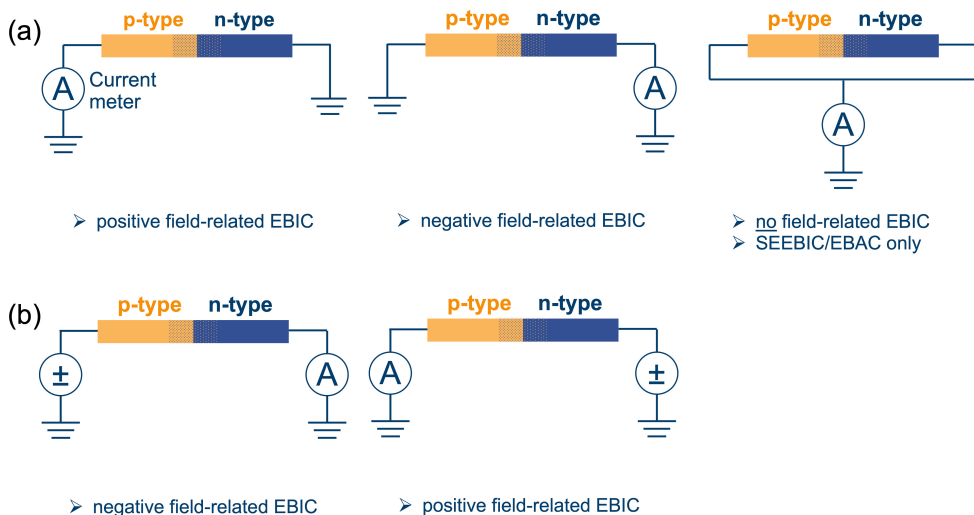 (a)
p-type n-type
A
Current
meter
➢ positive field-related EBIC
p-type n-type
A
➢ negative field-related EBIC
p-type n-type
A
➢ no field-related EBIC
➢ SEEBIC/EBAC only
(b)
p-type n-type
±
A
➢ negative field-related EBIC
p-type n-type
A
±
➢ positive field-related EBIC